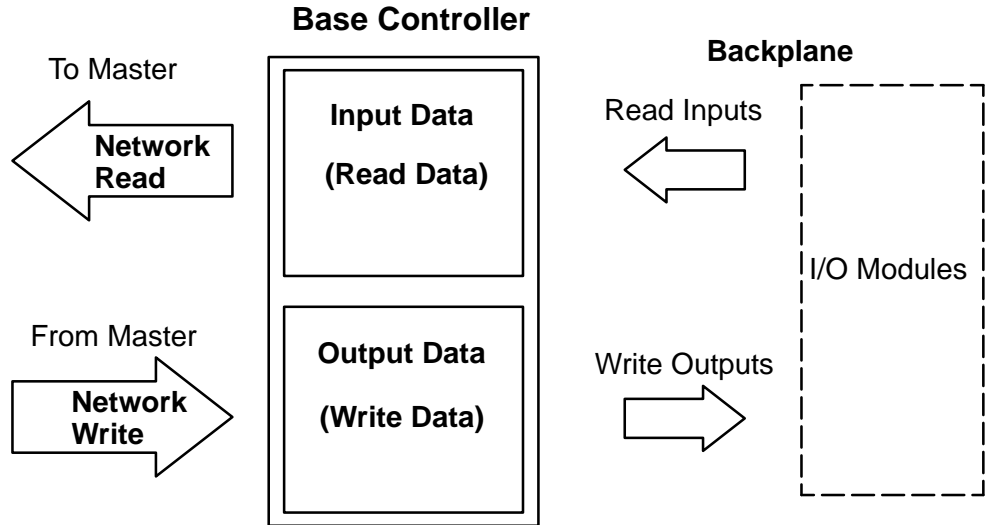 Base Controller
Backplane
To Master
Network
Read
Input Data
(Read Data)
Read Inputs
I/O Modules
From Master
Network
Write
Output Data
(Write Data)
Write Outputs